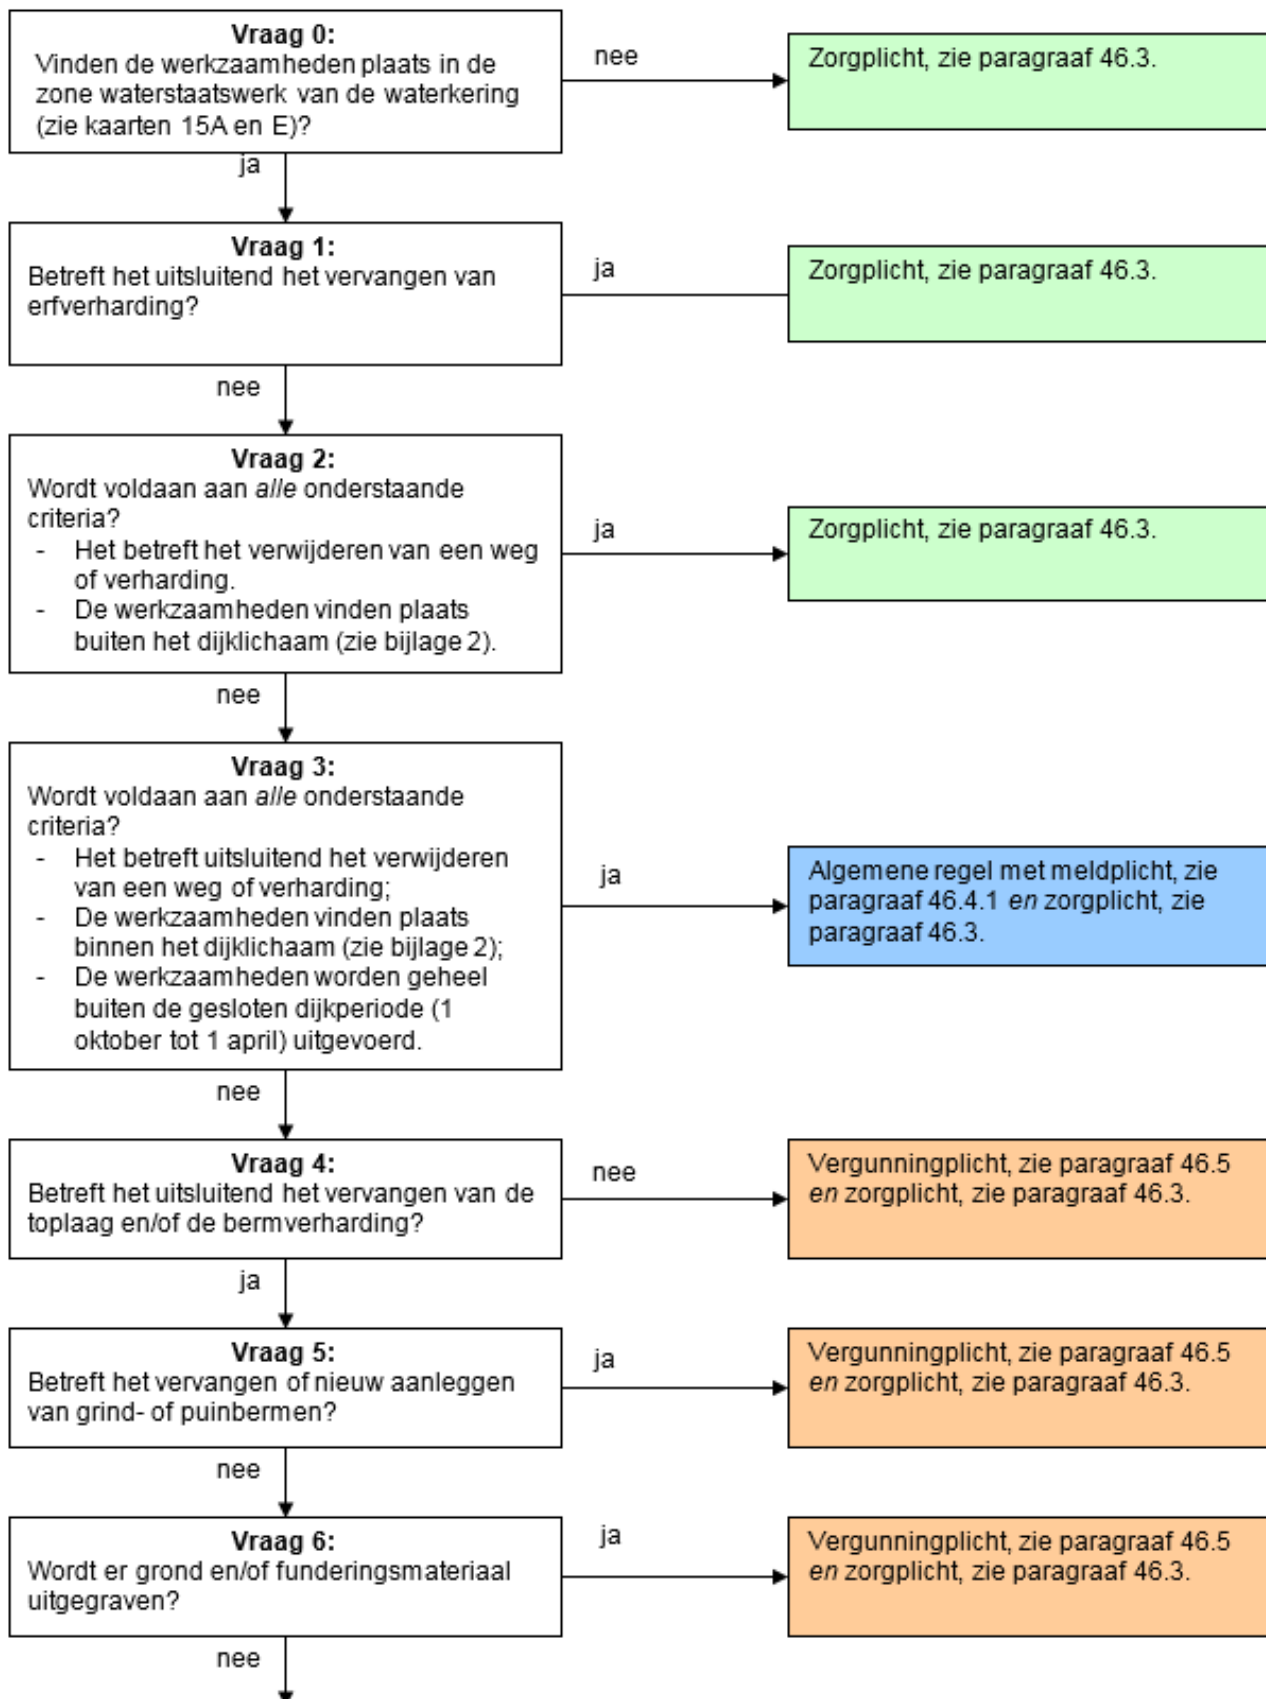 Vraag 0:
Vinden de werkzaamheden plaats in de
zone waterstaatswerk van de waterkering
(zie kaarten 15A en E)?
nee
Zorgplicht, zie paragraaf 46.3.
ja
Vraag 1:
Betreft het uitsluitend het vervangen van
erfverharding?
ja
Zorgplicht, zie paragraaf 46.3.
nee
Vraag 2:
Wordt voldaan aan alle onderstaande
criteria?
- Het betreft het verwijderen van een weg
of verharding.
- De werkzaamheden vinden plaats
buiten het dijklichaam (zie bijlage 2).
ja
Zorgplicht, zie paragraaf 46.3.
nee
Vraag 3:
Wordt voldaan aan alle onderstaande
criteria?
- Het betreft uitsluitend het verwijderen
van een weg of verharding;
- De werkzaamheden vinden plaats
binnen het dijklichaam (zie bijlage 2);
- De werkzaamheden worden geheel
buiten de gesloten dijkperiode (1
oktober tot 1 april) uitgevoerd.
ja
Algemene regel met meldplicht, zie
paragraaf 46.4.1 en zorgplicht, zie
paragraaf 46.3.
nee
Vraag 4:
Betreft het uitsluitend het vervangen van de
toplaag en/of de bermverharding?
nee
Vergunningplicht, zie paragraaf 46.5
en zorgplicht, zie paragraaf 46.3.
ja
Vraag 5:
Betreft het vervangen of nieuw aanleggen
van grind- of puinbermen?
ja
Vergunningplicht, zie paragraaf 46.5
en zorgplicht, zie paragraaf 46.3.
nee
Vraag 6:
Wordt er grond en/of funderingsmateriaal
uitgegraven?
ja
Vergunningplicht, zie paragraaf 46.5
en zorgplicht, zie paragraaf 46.3.
nee